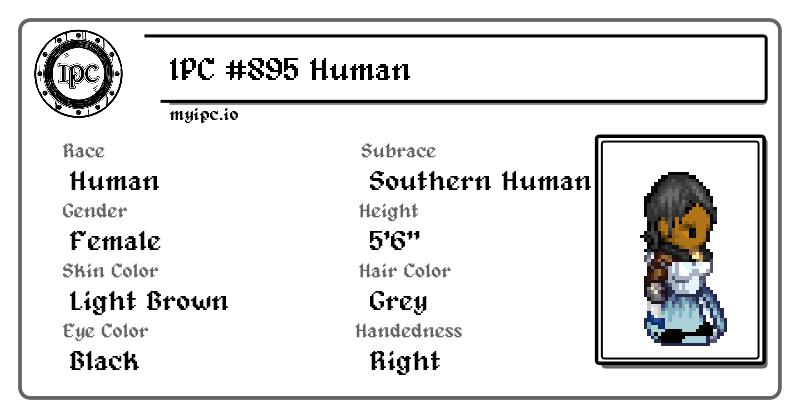 IPC
IPC #895 Human
myipc.io
Race
Subrace
Human
Southern Human
Gender
Height
Female
5'6"
Skin Color
Hair Color
Light Brown
Grey
Eye Color
Handedness
Black
Right